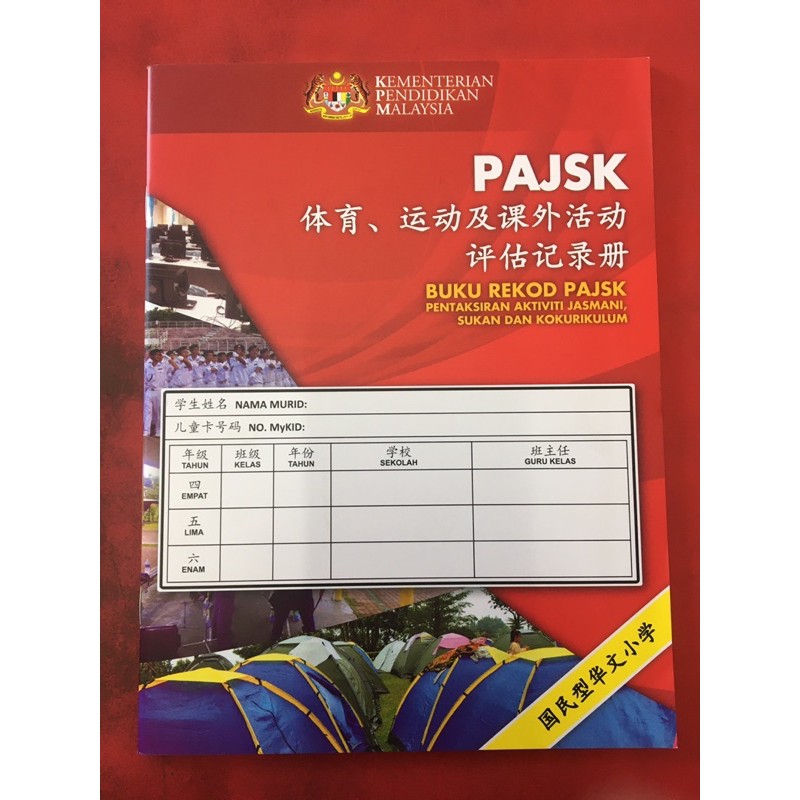 KEMENTERIAN
PENDIDIKAN
MALAYSIA
PAJSK
体育、运动及课外活动
评估记录册
BUKU REKOD PAJSK
PENTAKSIRAN AKTIVITI JASMANI,
SUKAN DAN KOKURIKULUM
学生姓名 NAMA MURID:
儿童卡号码 NO. MyKID:
年级 班级 年份 学校 班主任
TAHUN KELAS TAHUN SEKOLAH GURU KELAS
四
EMPAT
五
LIMA
六
ENAM
国民型华文小学